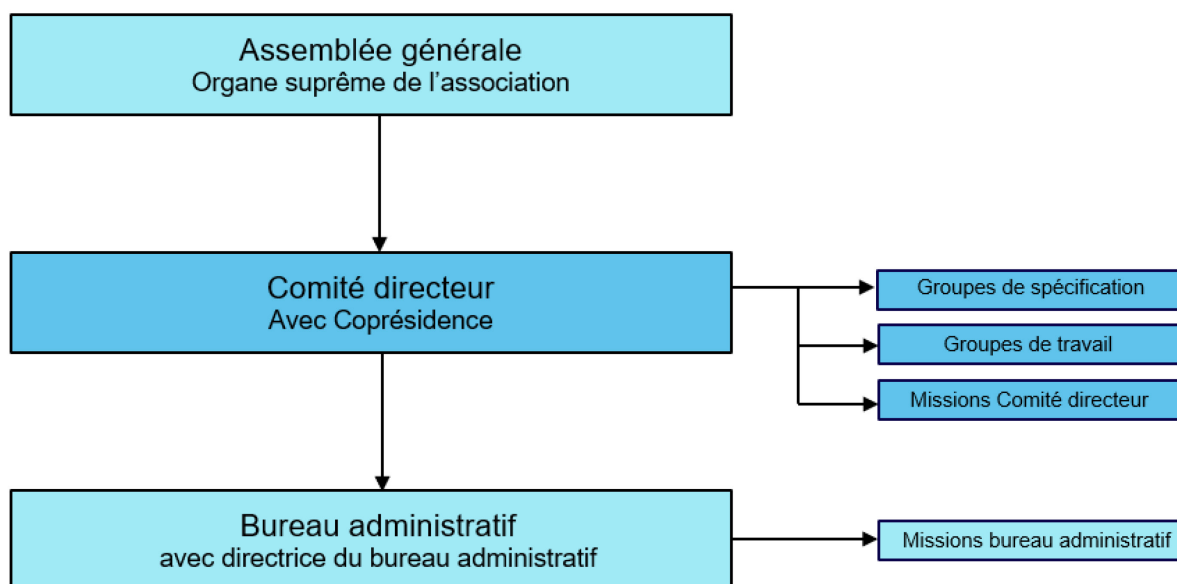 Assemblée générale
Organe suprême de l’association
Comité directeur
Avec Coprésidence
Groupes de spécification
Groupes de travail
Missions Comité directeur
Bureau administratif
avec directrice du bureau administratif
Missions bureau administratif